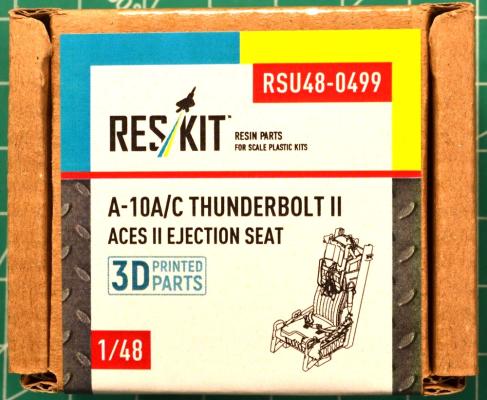 RSU48-0499
RES/KIT™
RESIN PARTS
FOR SCALE PLASTIC KITS
A-10A/C THUNDERBOLT II
ACES II EJECTION SEAT
3D PRINTED
PARTS
1/48